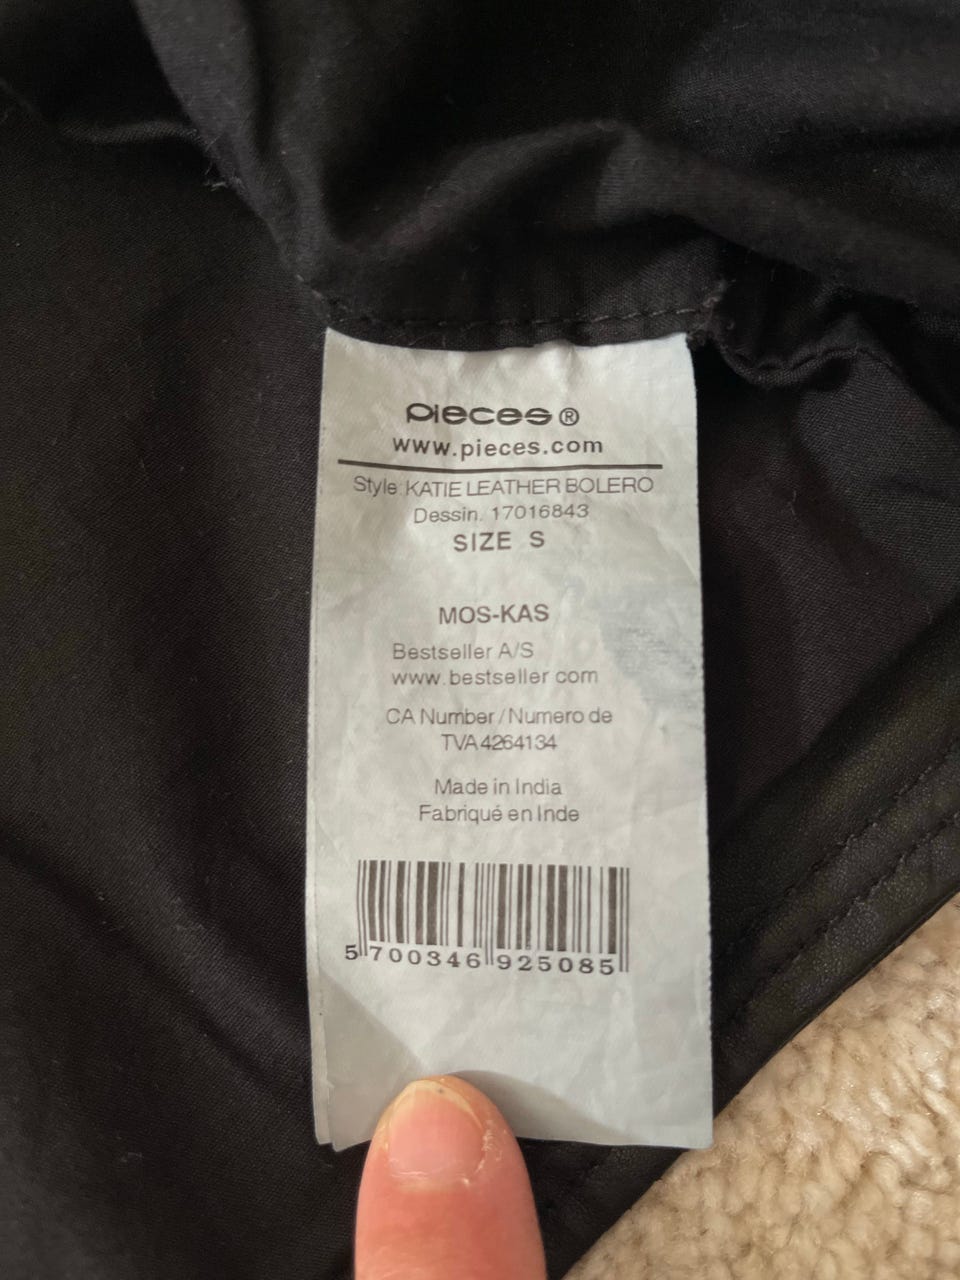 PIECES®
www.pieces.com
Style: KATIE LEATHER BOLERO
Dessin. 17016843
SIZE S
MOS-KAS
Bestseller A/S
www.bestseller.com
CA Number / Numero de
TVA 4264134
Made in India
Fabriqué en Inde
5 700346 925085